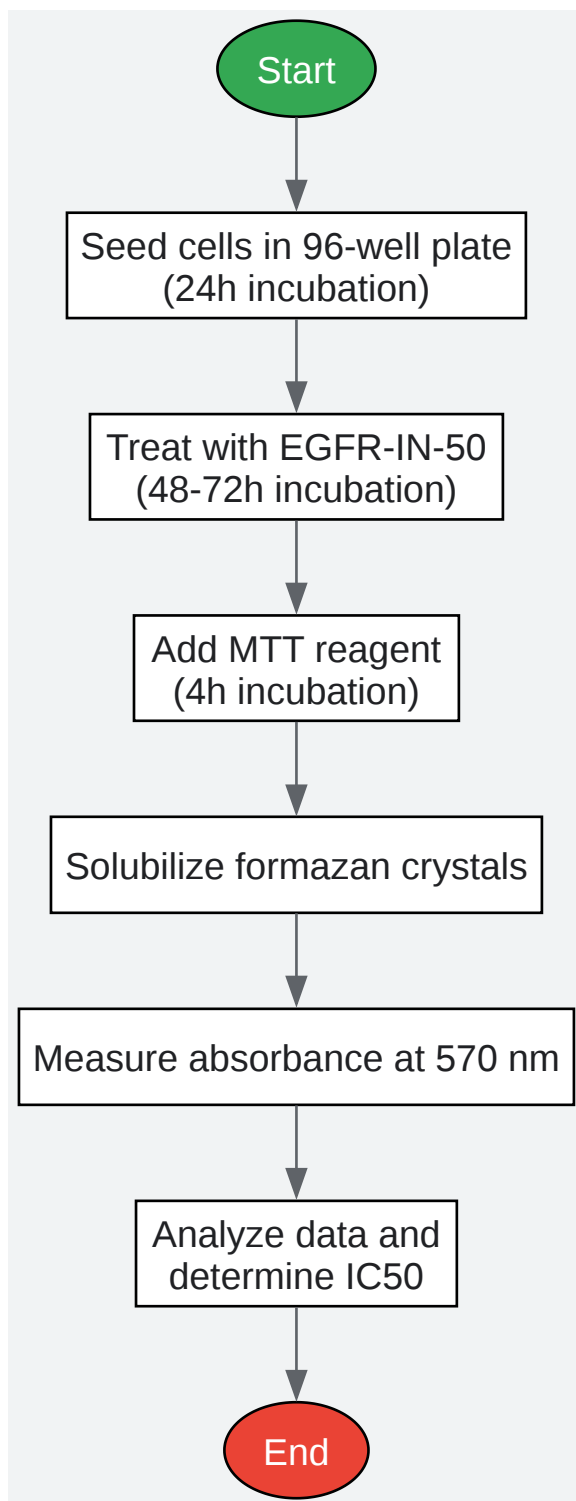 Start
Seed cells in 96-well plate
(24h incubation)
Treat with EGFR-IN-50
(48-72h incubation)
Add MTT reagent
(4h incubation)
Solubilize formazan crystals
Measure absorbance at 570 nm
Analyze data and
determine IC50
End